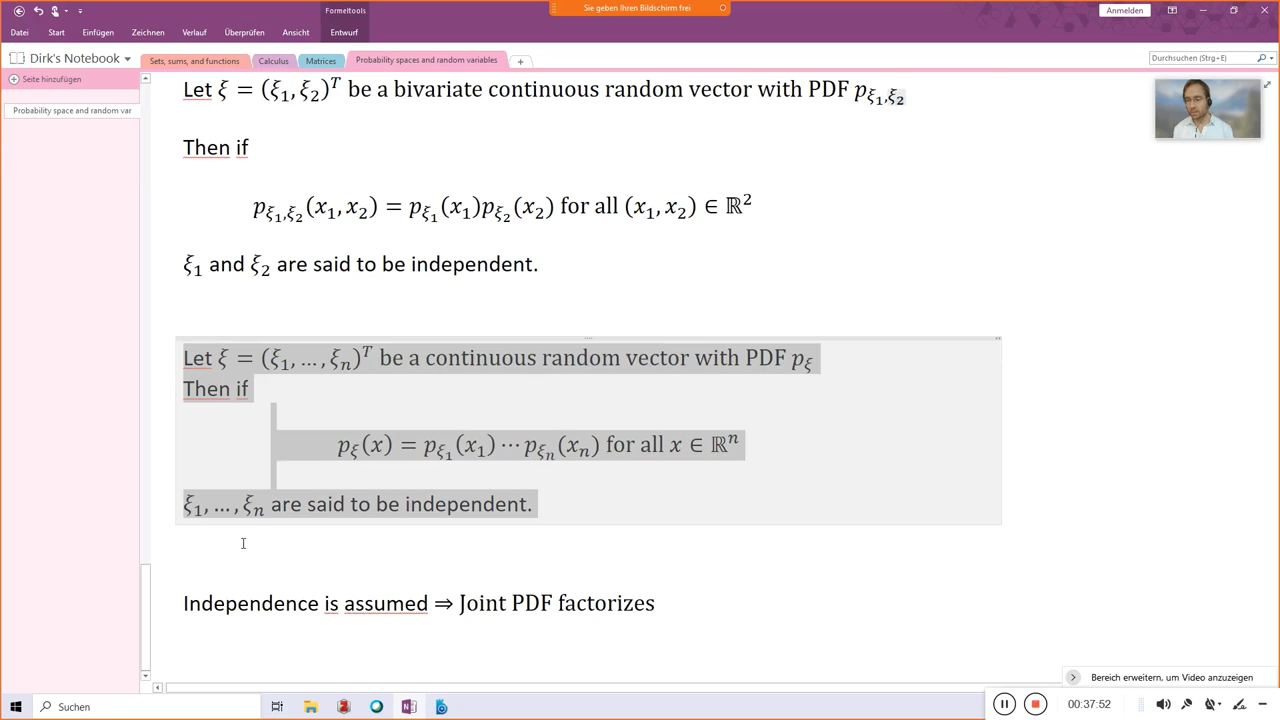 Sie geben Ihren Bildschirm frei
Formeltools
Anmelden
Datei Start Einfügen Zeichnen Verlauf Überprüfen Ansicht Entwurf
Dirk's Notebook Sets, sums, and functions Calculus Matrices Probability spaces and random variables Durchsuchen (Strg+E)
Seite hinzufügen
Probability space and random var
Let ξ = (ξ₁, ξ₂)ᵀ be a bivariate continuous random vector with PDF p_{ξ₁,ξ₂}
Then if
p_{ξ₁,ξ₂}(x₁, x₂) = p_{ξ₁}(x₁)p_{ξ₂}(x₂) for all (x₁, x₂) ∈ ℝ²
ξ₁ and ξ₂ are said to be independent.
Let ξ = (ξ₁, … , ξₙ)ᵀ be a continuous random vector with PDF p_ξ
Then if
p_ξ(x) = p_{ξ₁}(x₁) ⋯ p_{ξₙ}(xₙ) for all x ∈ ℝⁿ
ξ₁, … , ξₙ are said to be independent.
Independence is assumed ⇒ Joint PDF factorizes
Bereich erweitern, um Video anzuzeigen
Suchen
00:37:52